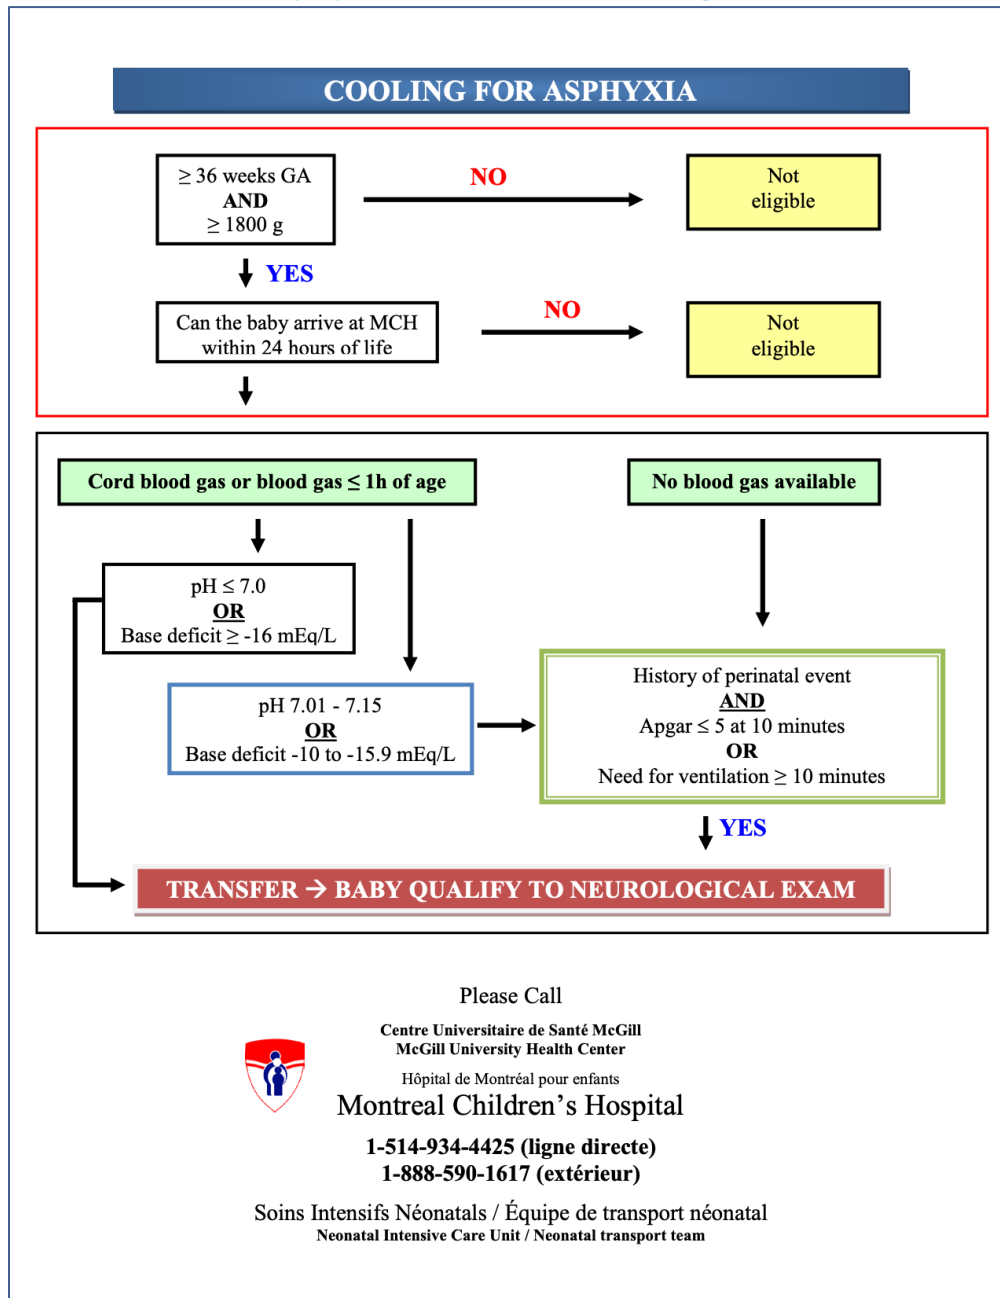 COOLING FOR ASPHYXIA
≥ 36 weeks GA
AND
≥ 1800 g
NO
Not
eligible
YES
Can the baby arrive at MCH
within 24 hours of life
NO
Not
eligible
Cord blood gas or blood gas ≤ 1h of age
No blood gas available
pH ≤ 7.0
OR
Base deficit ≥ -16 mEq/L
pH 7.01 - 7.15
OR
Base deficit -10 to -15.9 mEq/L
History of perinatal event
AND
Apgar ≤ 5 at 10 minutes
OR
Need for ventilation ≥ 10 minutes
YES
TRANSFER → BABY QUALIFY TO NEUROLOGICAL EXAM
Please Call
Centre Universitaire de Santé McGill
McGill University Health Center
Hôpital de Montréal pour enfants
Montreal Children's Hospital
1-514-934-4425 (ligne directe)
1-888-590-1617 (extérieur)
Soins Intensifs Néonatals / Équipe de transport néonatal
Neonatal Intensive Care Unit / Neonatal transport team